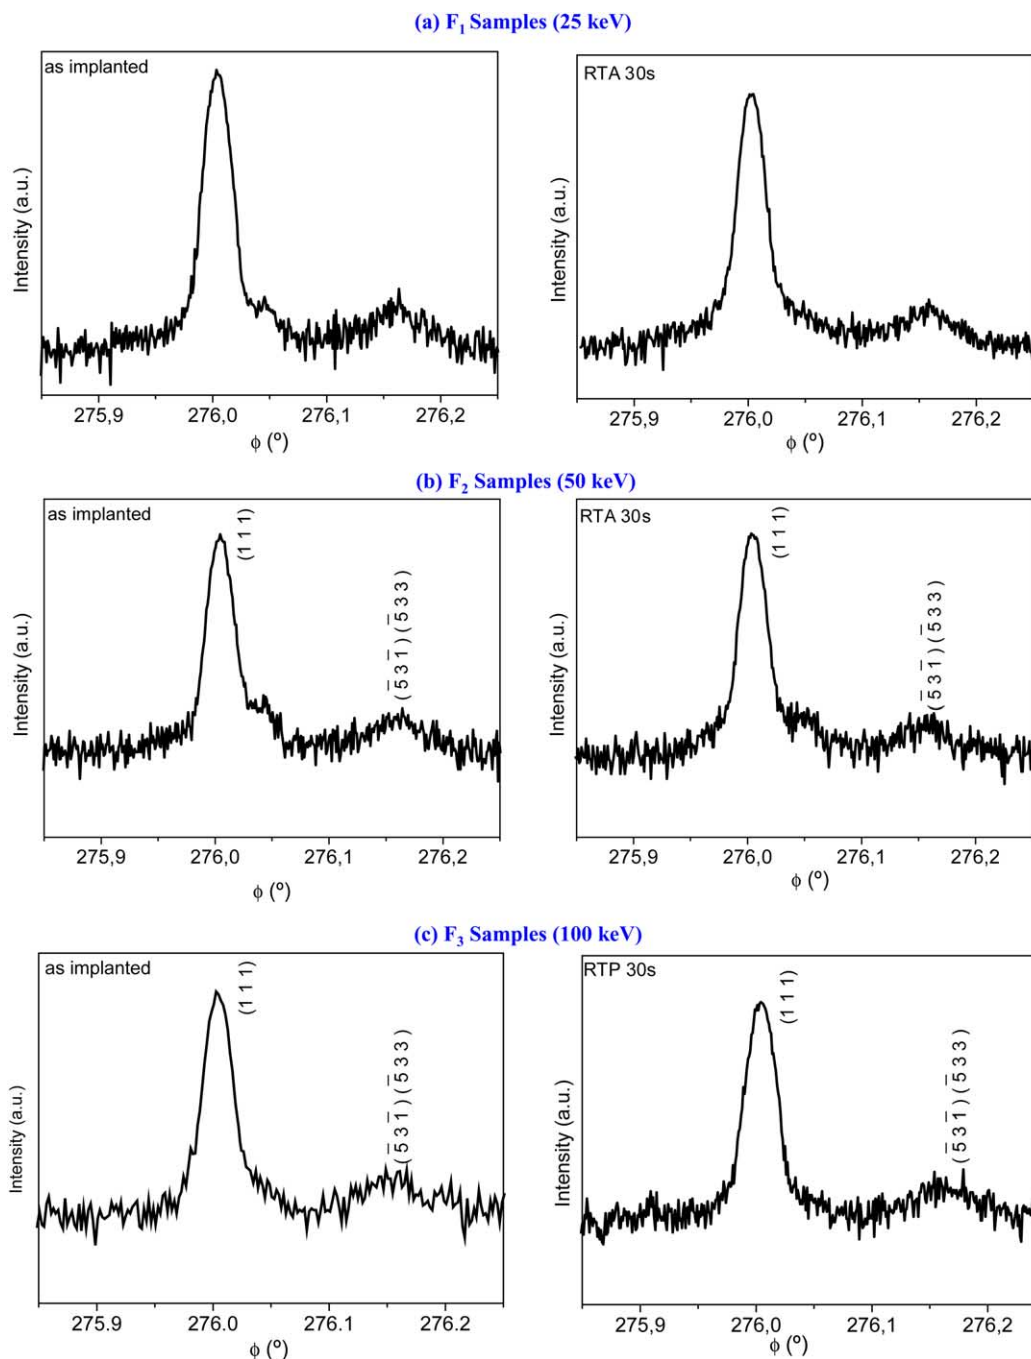 (a) F₁ Samples (25 keV)
as implanted
Intensity (a.u.)
275,9 276,0 276,1 276,2
ϕ (º)
RTA 30s
Intensity (a.u.)
275,9 276,0 276,1 276,2
ϕ (º)
(b) F₂ Samples (50 keV)
as implanted
(1 1 1)
(5̅ 3 1̅) (5̅ 3 3)
Intensity (a.u.)
275,9 276,0 276,1 276,2
ϕ (º)
RTA 30s
(1 1 1)
(5̅ 3 1̅) (5̅ 3 3)
Intensity (a.u.)
275,9 276,0 276,1 276,2
ϕ (º)
(c) F₃ Samples (100 keV)
as implanted
(1 1 1)
(5̅ 3 1̅) (5̅ 3 3)
Intensity (a.u.)
275.9 276.0 276.1 276.2
ϕ (º)
RTP 30s
(1 1 1)
(5̅ 3 1̅) (5̅ 3 3)
Intensity (a.u.)
275,9 276,0 276,1 276,2
ϕ (º)